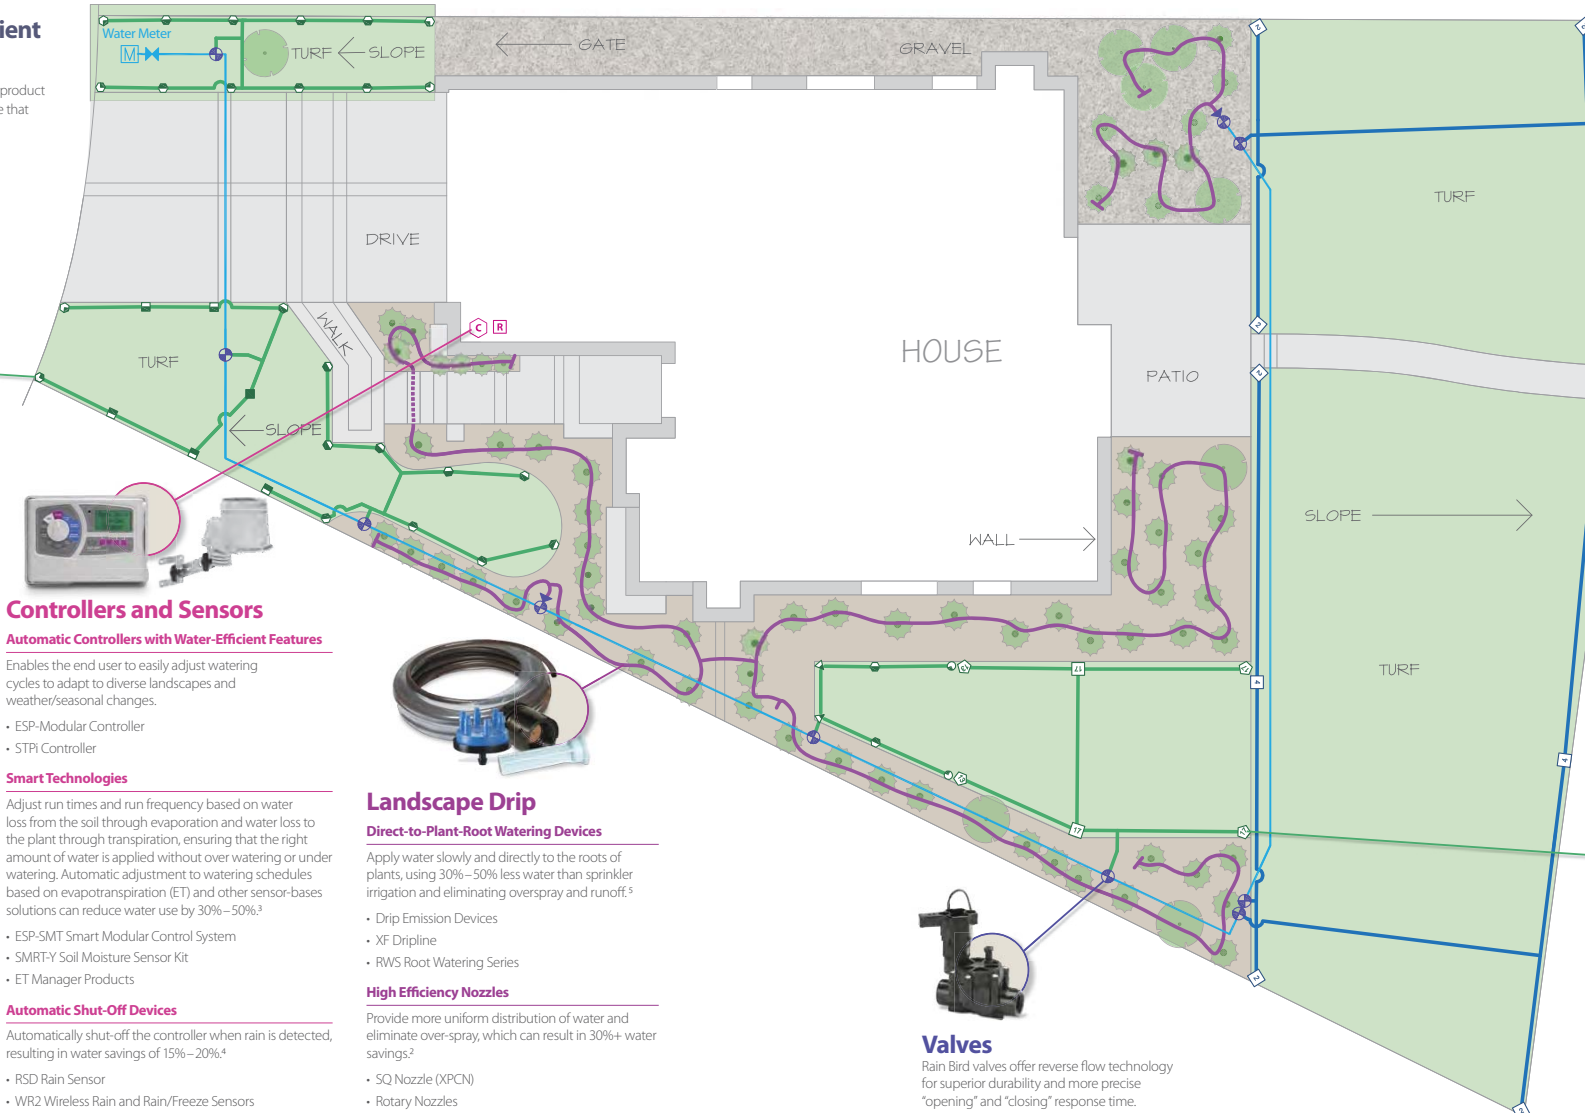 ient
product
e that
Water Meter
M
TURF
SLOPE
GATE
GRAVEL
DRIVE
WALK
TURF
SLOPE
C
R
HOUSE
PATIO
WALL
TURF
SLOPE
TURF
2
2
2
4
4
2
2
17
17
17
17
Controllers and Sensors
Automatic Controllers with Water-Efficient Features
Enables the end user to easily adjust watering
cycles to adapt to diverse landscapes and
weather/seasonal changes.
• ESP-Modular Controller
• STPi Controller
Smart Technologies
Adjust run times and run frequency based on water
loss from the soil through evaporation and water loss to
the plant through transpiration, ensuring that the right
amount of water is applied without over watering or under
watering. Automatic adjustment to watering schedules
based on evapotranspiration (ET) and other sensor-bases
solutions can reduce water use by 30%–50%.³
• ESP-SMT Smart Modular Control System
• SMRT-Y Soil Moisture Sensor Kit
• ET Manager Products
Automatic Shut-Off Devices
Automatically shut-off the controller when rain is detected,
resulting in water savings of 15%–20%.⁴
• RSD Rain Sensor
• WR2 Wireless Rain and Rain/Freeze Sensors
Landscape Drip
Direct-to-Plant-Root Watering Devices
Apply water slowly and directly to the roots of
plants, using 30%–50% less water than sprinkler
irrigation and eliminating overspray and runoff.⁵
• Drip Emission Devices
• XF Dripline
• RWS Root Watering Series
High Efficiency Nozzles
Provide more uniform distribution of water and
eliminate over-spray, which can result in 30%+ water
savings.²
• SQ Nozzle (XPCN)
• Rotary Nozzles
Valves
Rain Bird valves offer reverse flow technology
for superior durability and more precise
"opening" and "closing" response time.